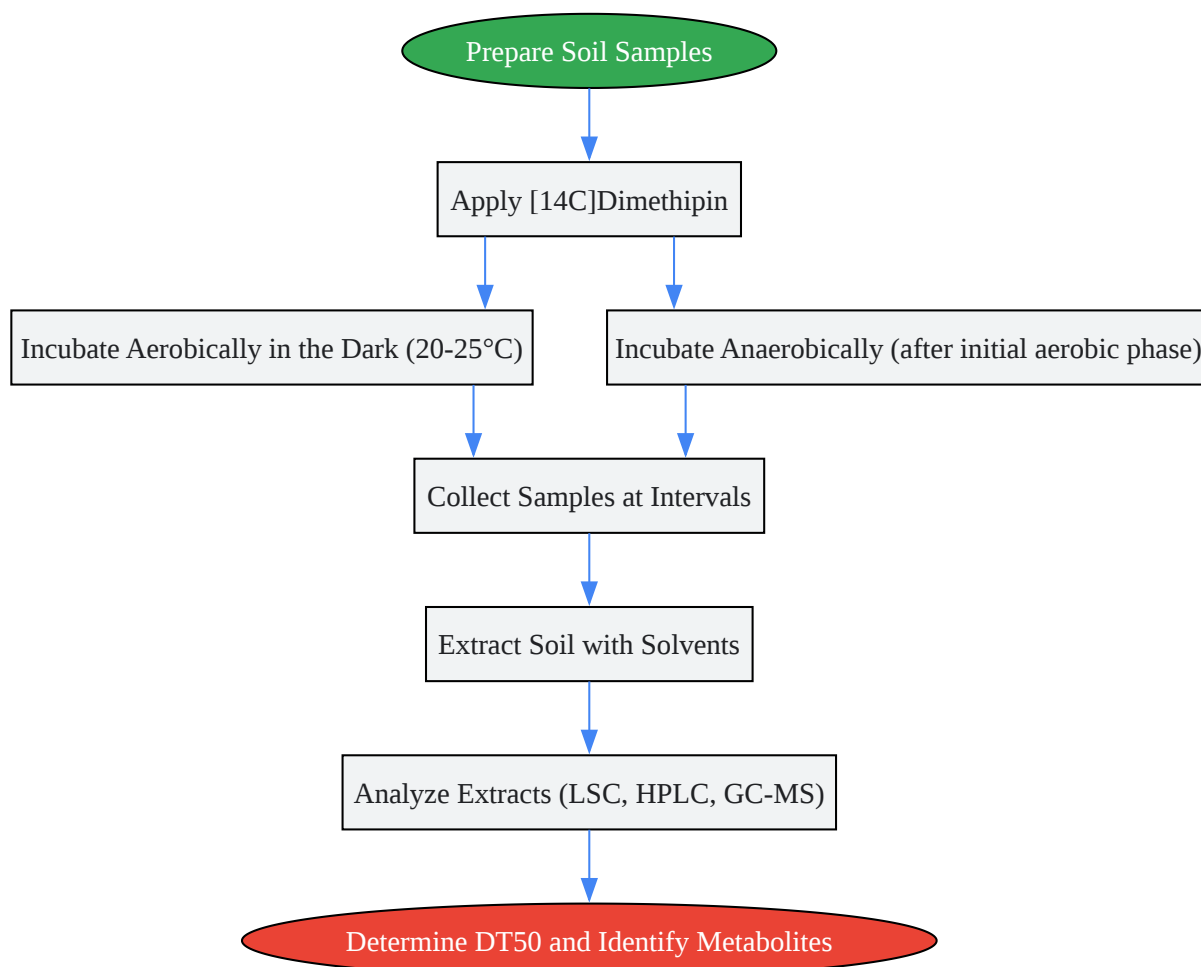 Prepare Soil Samples
Apply [14C]Dimethipin
Incubate Aerobically in the Dark (20-25°C)
Incubate Anaerobically (after initial aerobic phase)
Collect Samples at Intervals
Extract Soil with Solvents
Analyze Extracts (LSC, HPLC, GC-MS)
Determine DT50 and Identify Metabolites